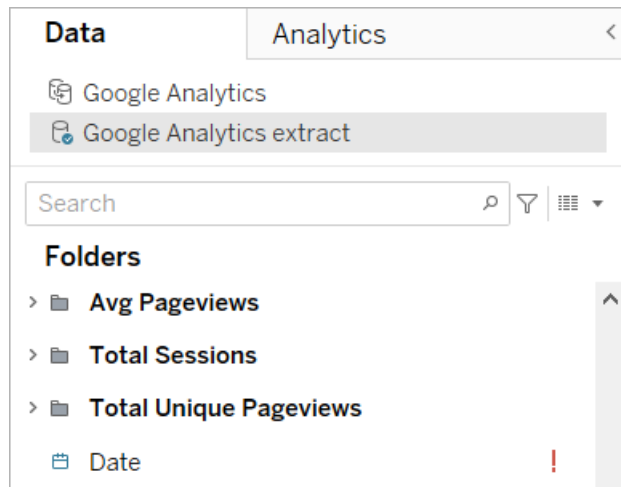 Data Analytics
Google Analytics
Google Analytics extract
Search
Folders
Avg Pageviews
Total Sessions
Total Unique Pageviews
Date !